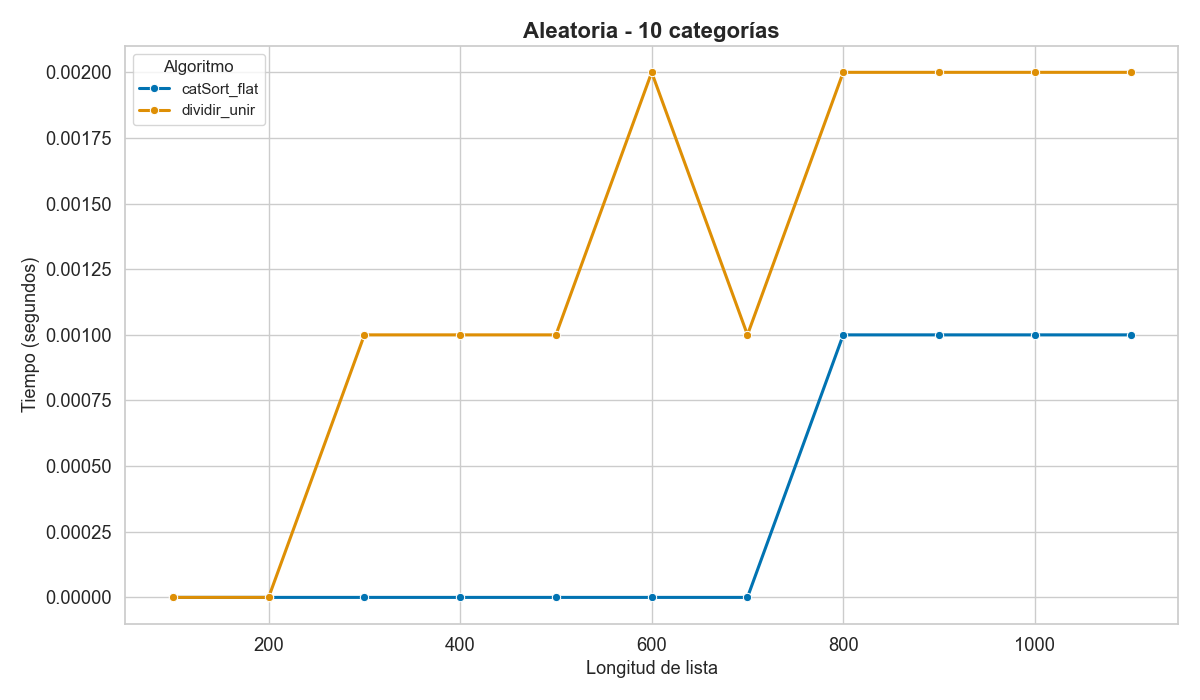 Aleatoria - 10 categorías
Algoritmo
catSort_flat
dividir_unir
Tiempo (segundos)
0.00200
0.00175
0.00150
0.00125
0.00100
0.00075
0.00050
0.00025
0.00000
200 400 600 800 1000
Longitud de lista